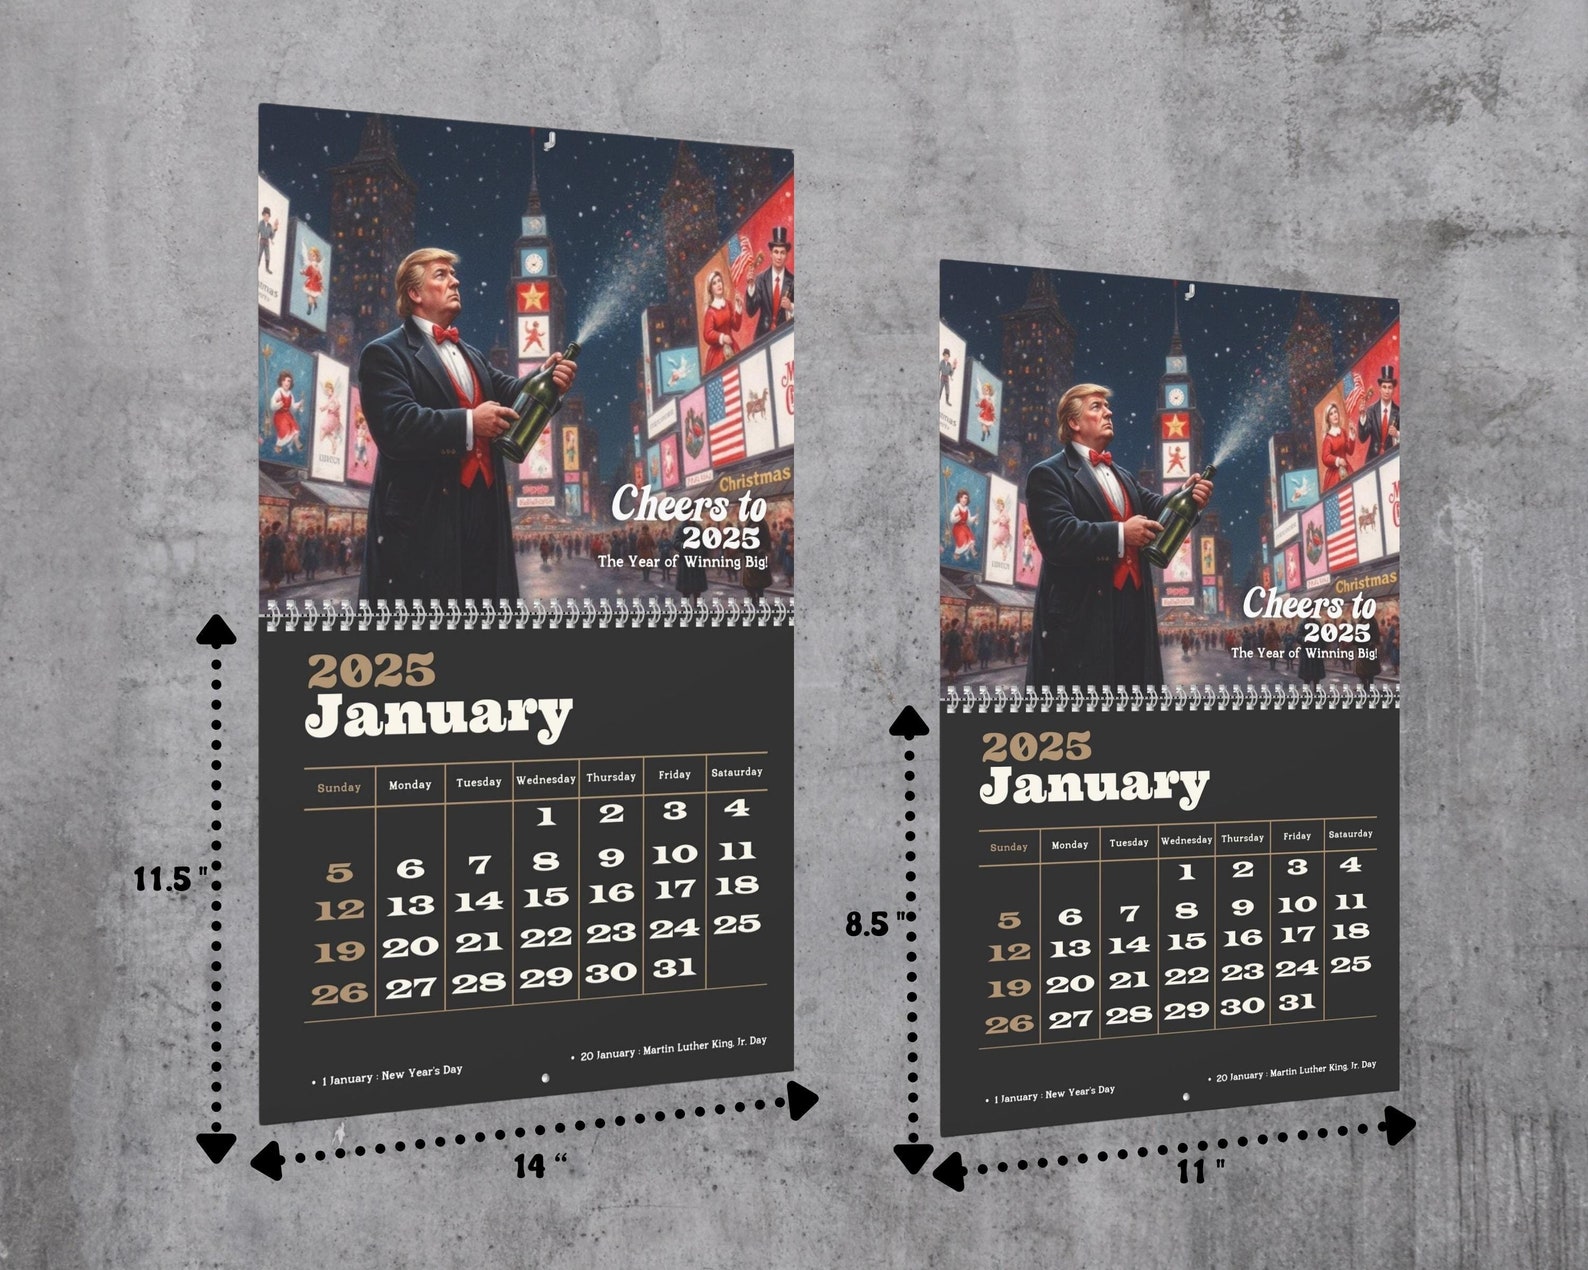 Christmas
Cheers to
2025
The Year of Winning Big!
2025
January
Sunday Monday Tuesday Wednesday Thursday Friday Sataurday
1 2 3 4
5 6 7 8 9 10 11
12 13 14 15 16 17 18
19 20 21 22 23 24 25
26 27 28 29 30 31
• 1 January : New Year's Day
• 20 January : Martin Luther King, Jr. Day
11.5 "
14 “
Christmas
Cheers to
2025
The Year of Winning Big!
2025
January
Sunday Monday Tuesday Wednesday Thursday Friday Sataurday
1 2 3 4
5 6 7 8 9 10 11
12 13 14 15 16 17 18
19 20 21 22 23 24 25
26 27 28 29 30 31
• 1 January : New Year's Day
• 20 January : Martin Luther King, Jr. Day
8.5 "
11 "